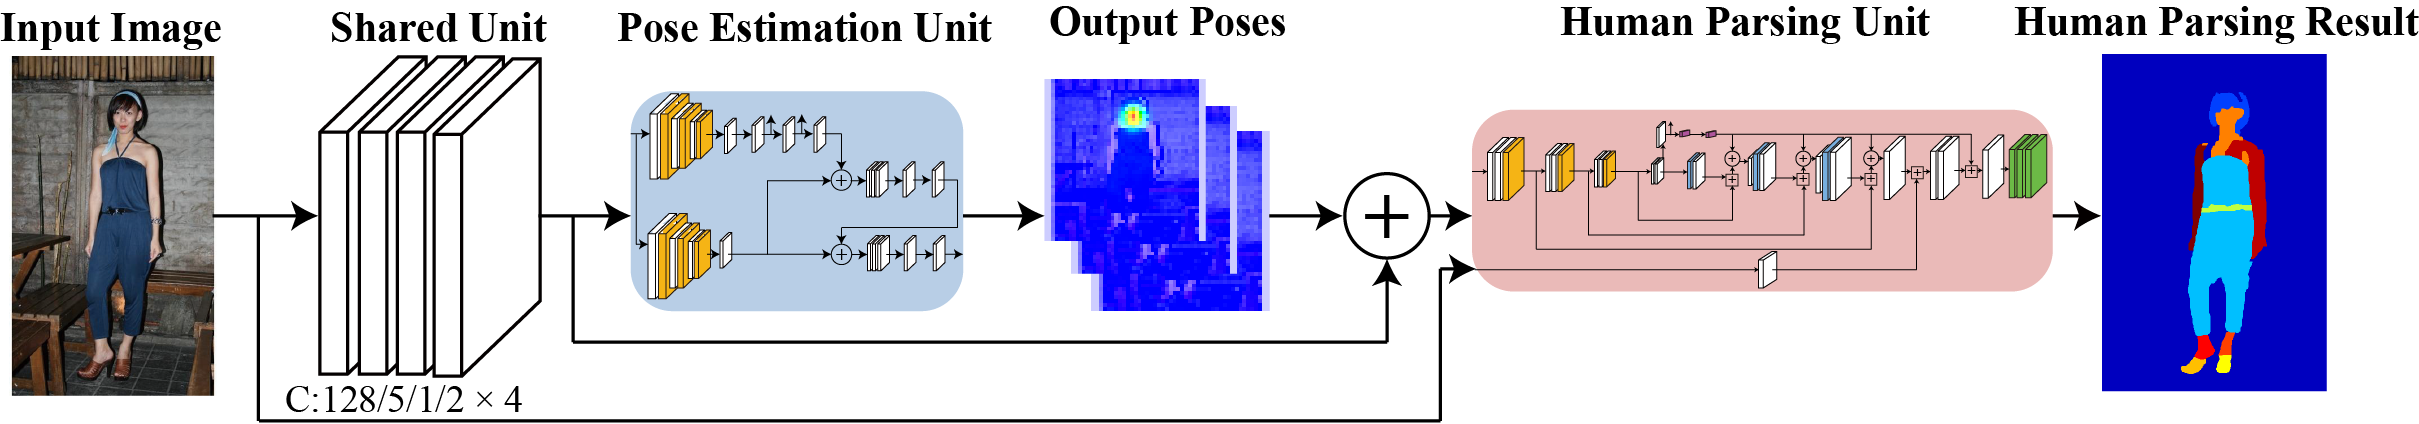 Input Image
Shared Unit
Pose Estimation Unit
Output Poses
Human Parsing Unit
Human Parsing Result
C:128/5/1/2 × 4